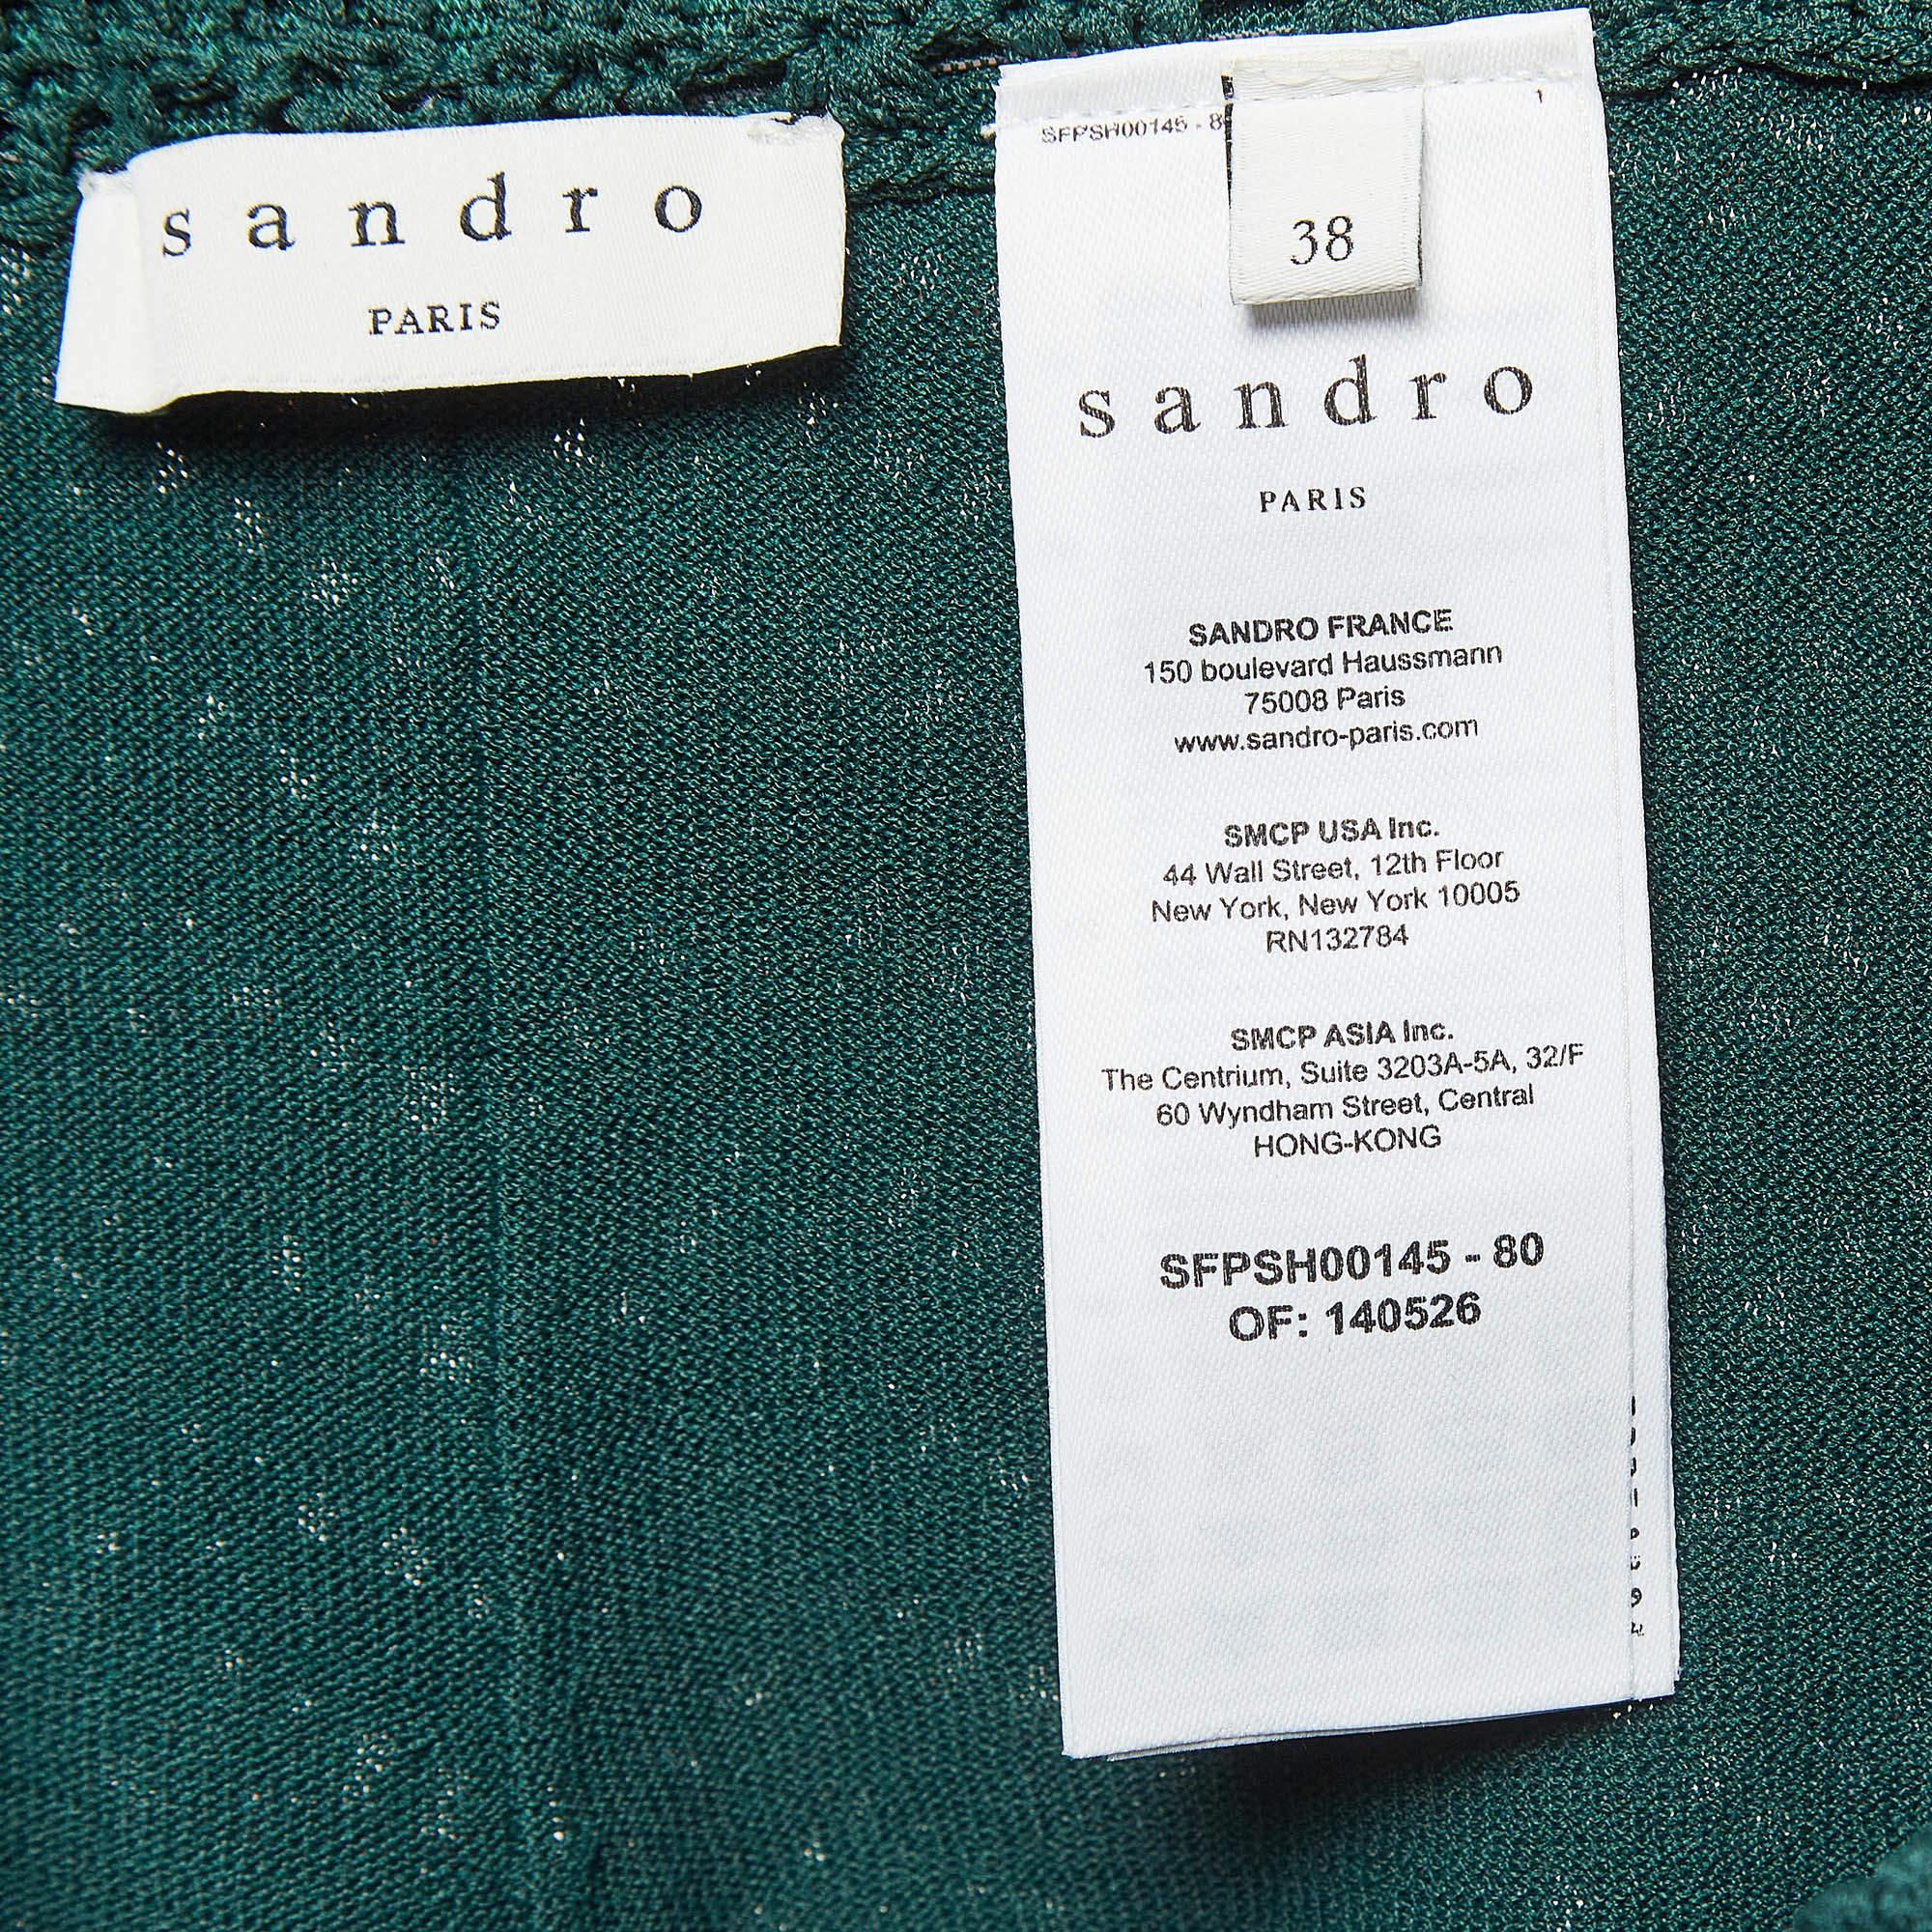 sandro
PARIS
SFPSH00145 - 8
38
sandro
PARIS
SANDRO FRANCE
150 boulevard Haussmann
75008 Paris
www.sandro-paris.com
SMCP USA Inc.
44 Wall Street, 12th Floor
New York, New York 10005
RN132784
SMCP ASIA Inc.
The Centrium, Suite 3203A-5A, 32/F
60 Wyndham Street, Central
HONG-KONG
SFPSH00145 - 80
OF: 140526